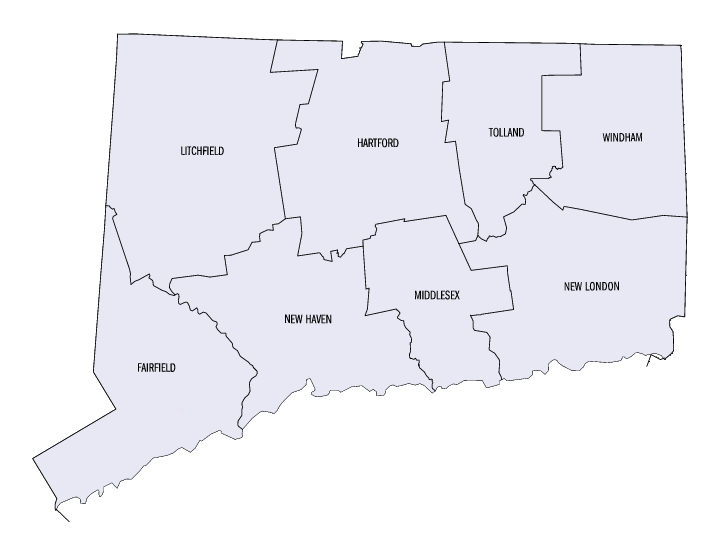 TOLLAND
WINDHAM
HARTFORD
LITCHFIELD
NEW LONDON
MIDDLESEX
NEW HAVEN
FAIRFIELD